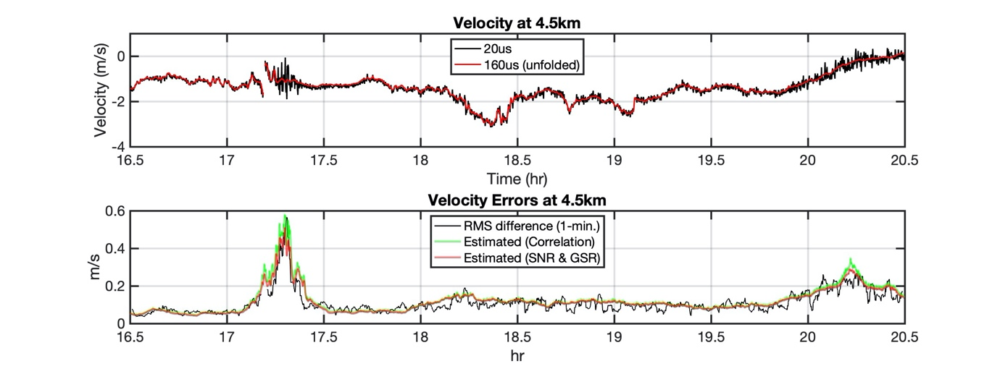 Velocity at 4.5km
Velocity (m/s)
0
-2
-4
20us
160us (unfolded)
16.5 17 17.5 18 18.5 19 19.5 20 20.5
Time (hr)
Velocity Errors at 4.5km
m/s
0.6
0.4
0.2
0
RMS difference (1-min.)
Estimated (Correlation)
Estimated (SNR & GSR)
16.5 17 17.5 18 18.5 19 19.5 20 20.5
hr